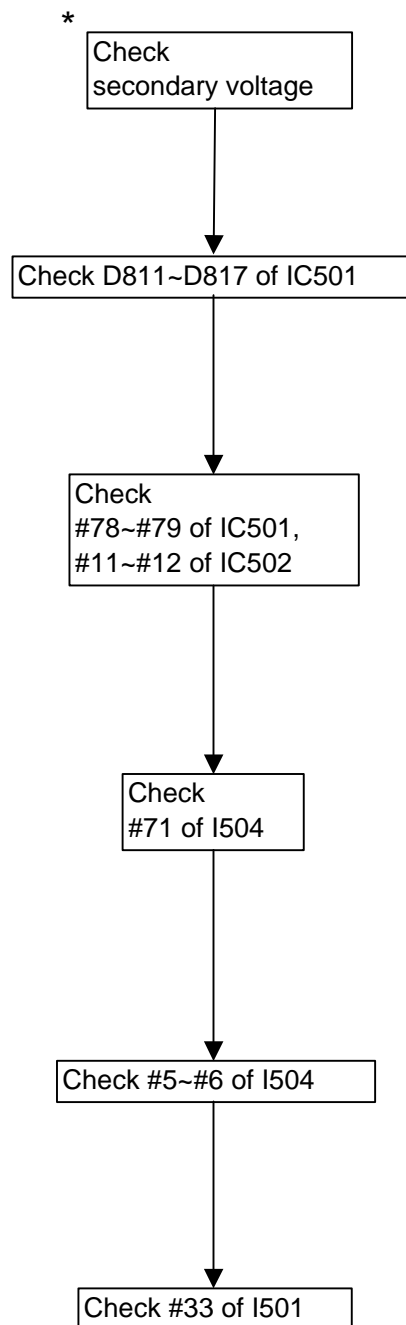 *
Check
secondary voltage
Check D811~D817 of IC501
Check
#78~#79 of IC501,
#11~#12 of IC502
Check
#71 of I504
Check #5~#6 of I504
Check #33 of I501